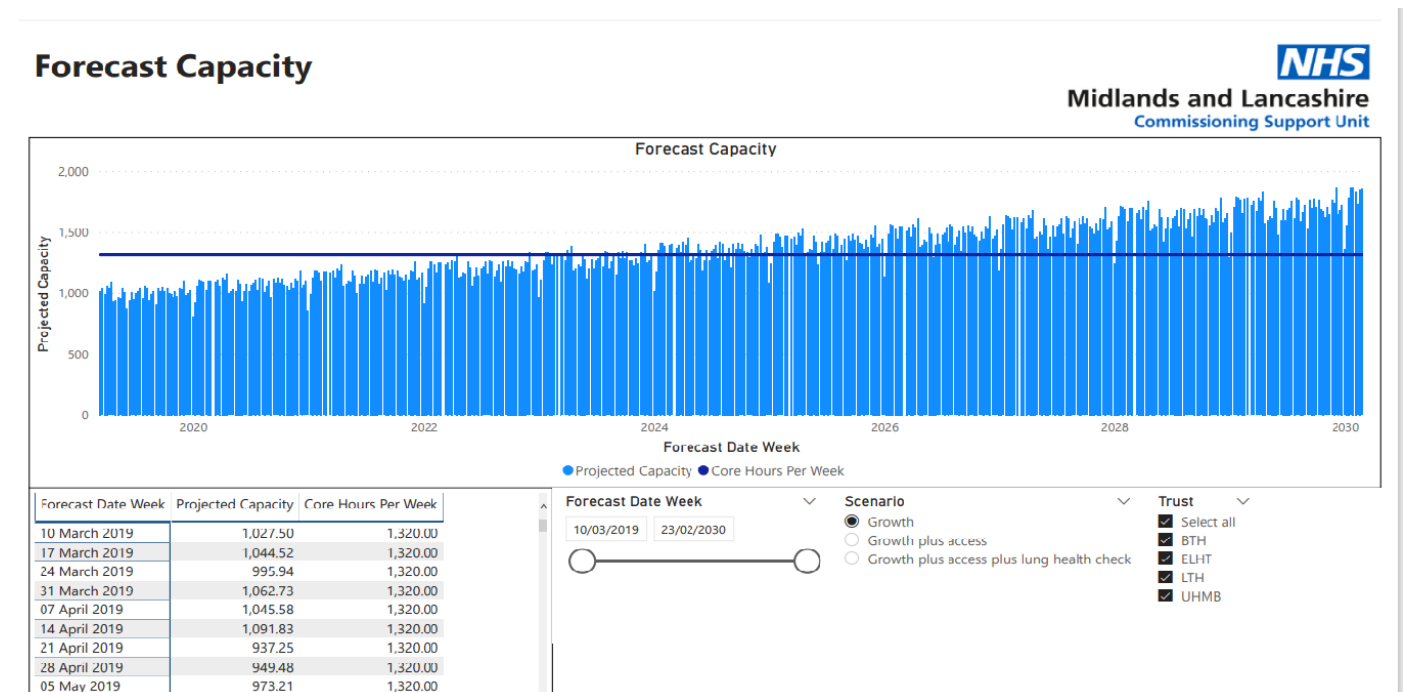 Forecast Capacity
NHS
Midlands and Lancashire
Commissioning Support Unit
Forecast Capacity
2,000
1,500
1,000
500
0
Projected Capacity
2020 2022 2024 2026 2028 2030
Forecast Date Week
Projected Capacity Core Hours Per Week
Forecast Date Week Projected Capacity Core Hours Per Week
10 March 2019 1,027.50 1,320.00
17 March 2019 1,044.52 1,320.00
24 March 2019 995.94 1,320.00
31 March 2019 1,062.73 1,320.00
07 April 2019 1,045.58 1,320.00
14 April 2019 1,091.83 1,320.00
21 April 2019 937.25 1,320.00
28 April 2019 949.48 1,320.00
05 May 2019 973.21 1,320.00
Forecast Date Week
10/03/2019 23/02/2030
Scenario
Growth
Growth plus access
Growth plus access plus lung health check
Trust
Select all
BTH
ELHT
LTH
UHMB